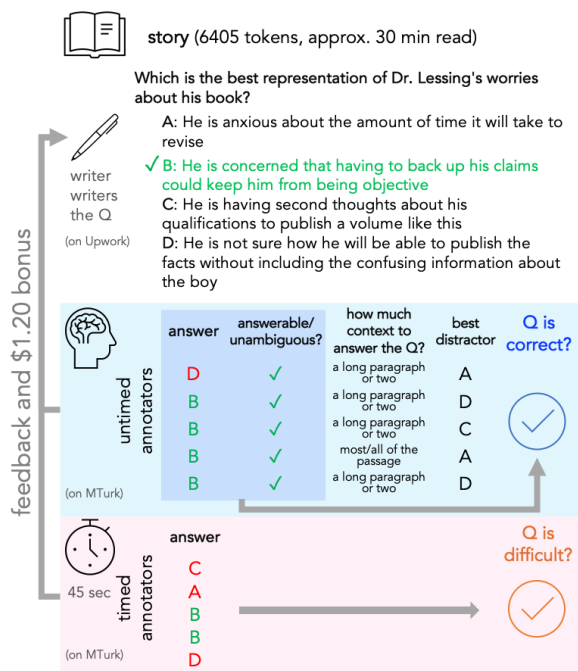 story (6405 tokens, approx. 30 min read)
Which is the best representation of Dr. Lessing's worries
about his book?
A: He is anxious about the amount of time it will take to
revise
✓ B: He is concerned that having to back up his claims
could keep him from being objective
C: He is having second thoughts about his
qualifications to publish a volume like this
D: He is not sure how he will be able to publish the
facts without including the confusing information about
the boy
writer
writers
the Q
(on Upwork)
feedback and $1.20 bonus
untimed
annotators
(on MTurk)
answer
answerable/
unambiguous?
how much
context to
answer the Q?
best
distractor
Q is
correct?
D ✓ a long paragraph
or two A
B ✓ a long paragraph
or two D
B ✓ a long paragraph
or two C
B ✓ most/all of the
passage A
B ✓ a long paragraph
or two D
45 sec
timed
annotators
(on MTurk)
answer
C
A
B
B
D
Q is
difficult?